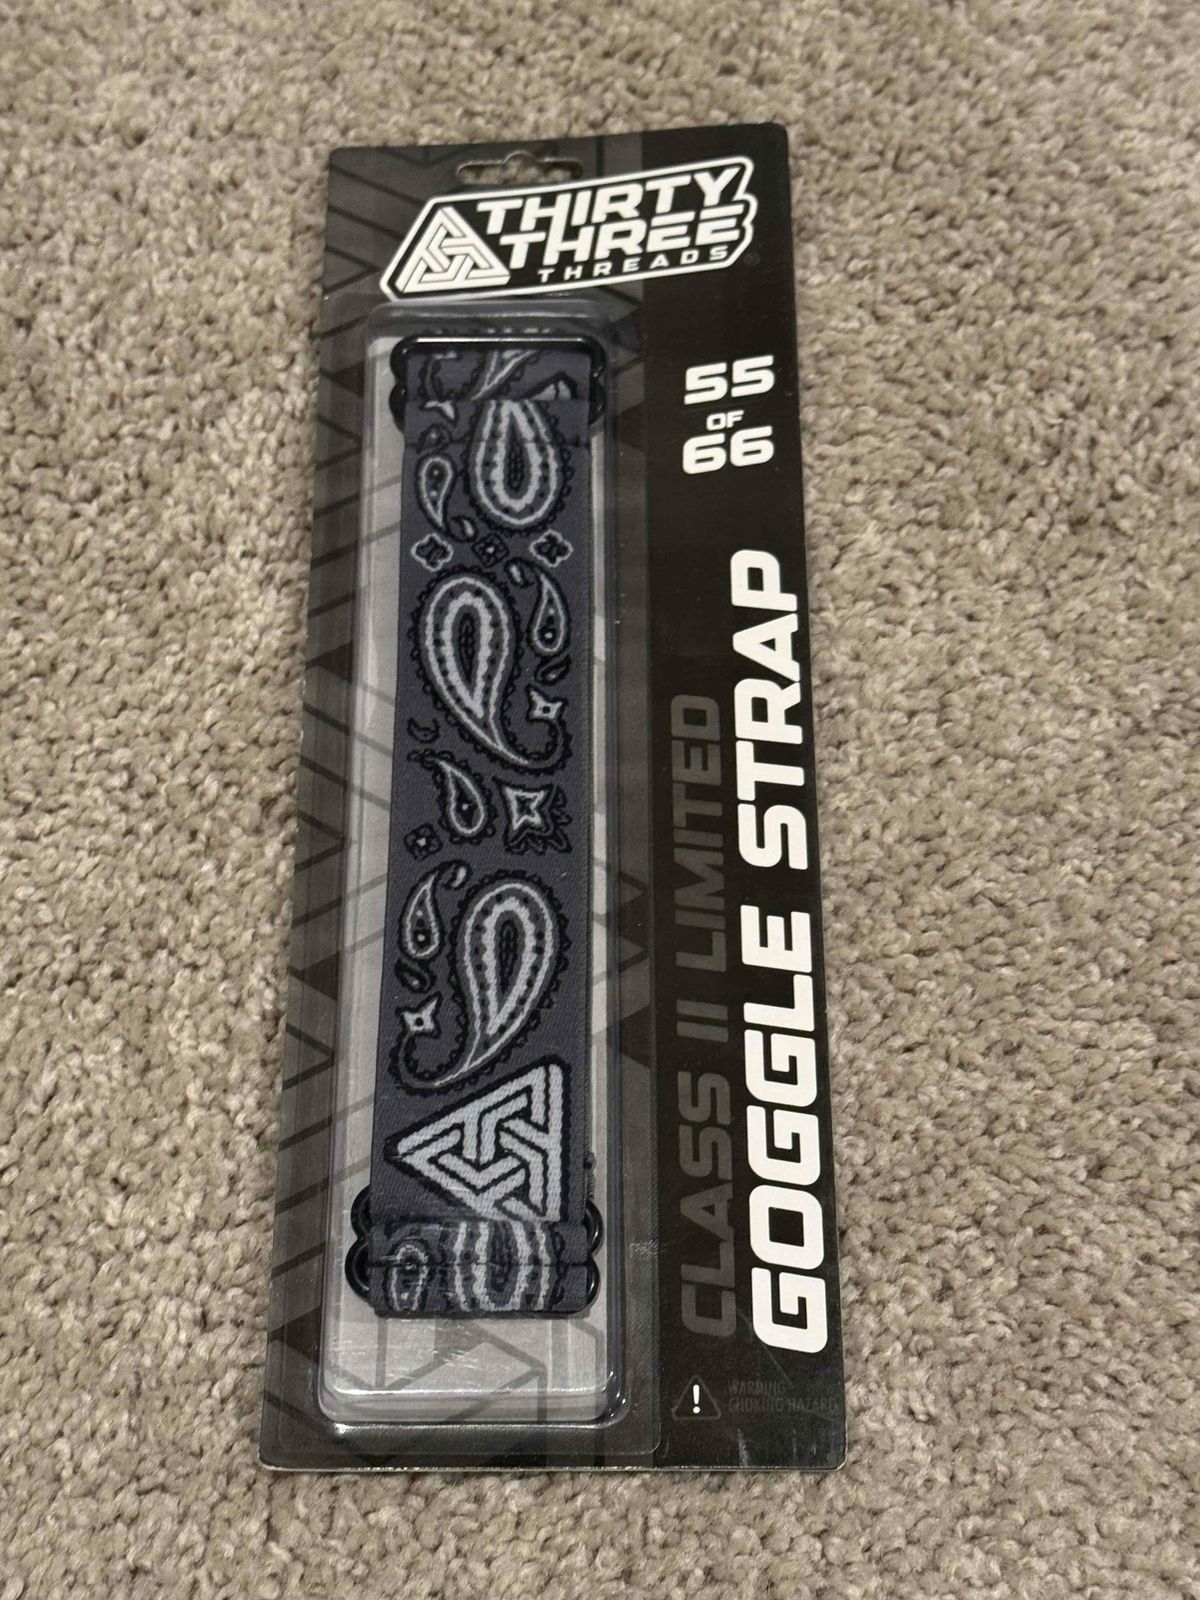 THIRTY
THREE
THREADS
®
55
OF
66
CLASS II LIMITED
GOGGLE STRAP
WARNING
CHOKING HAZARD